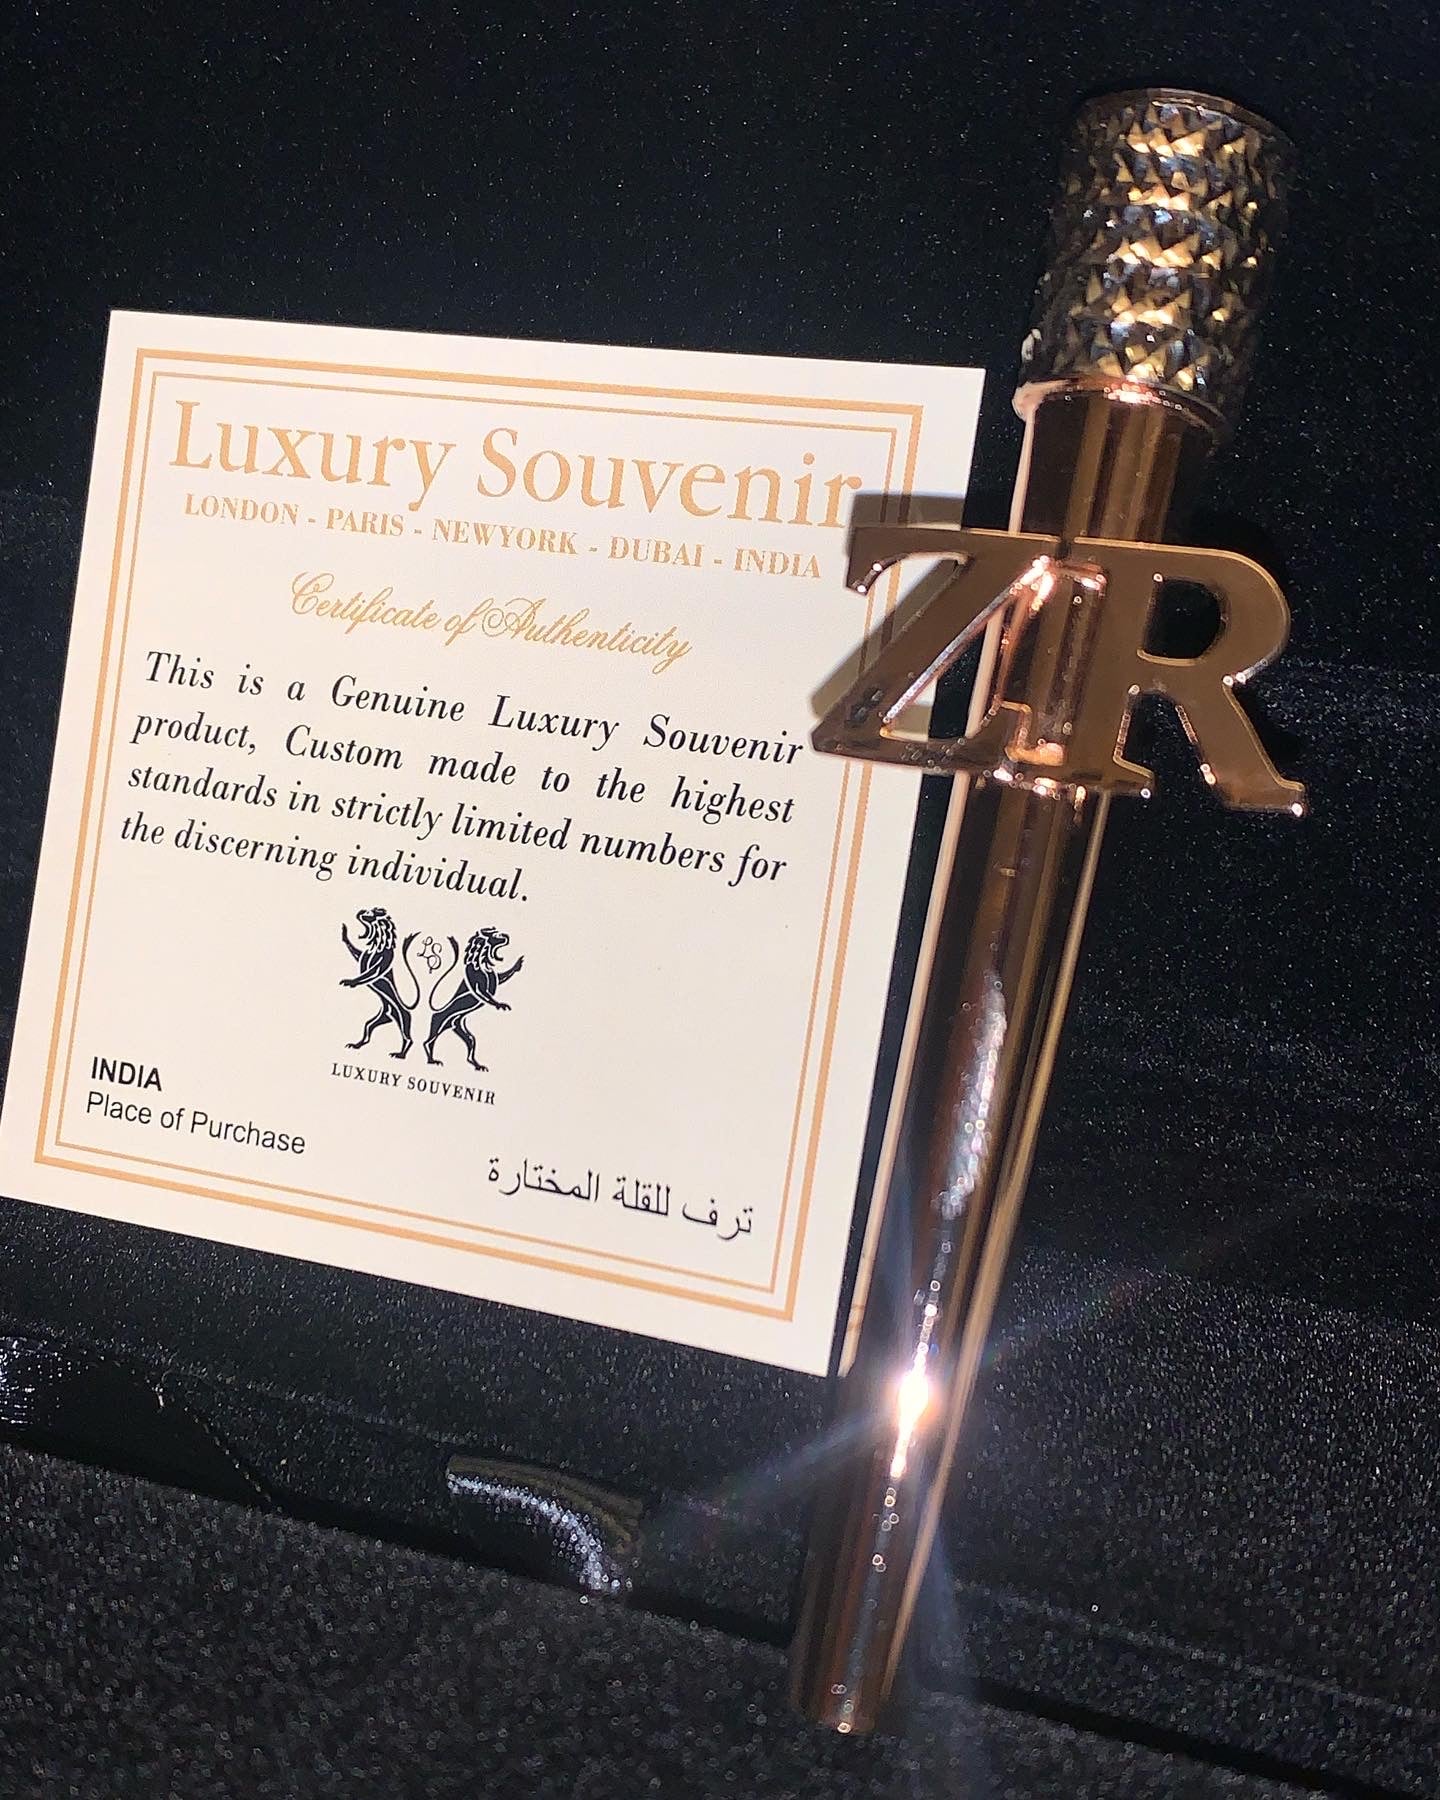 Luxury Souvenir
LONDON - PARIS - NEWYORK - DUBAI - INDIA
Certificate of Authenticity
This is a Genuine Luxury Souvenir
product, Custom made to the highest
standards in strictly limited numbers for
the discerning individual.
LS
LUXURY SOUVENIR
INDIA
Place of Purchase
ترف للقلة المختارة
ZR